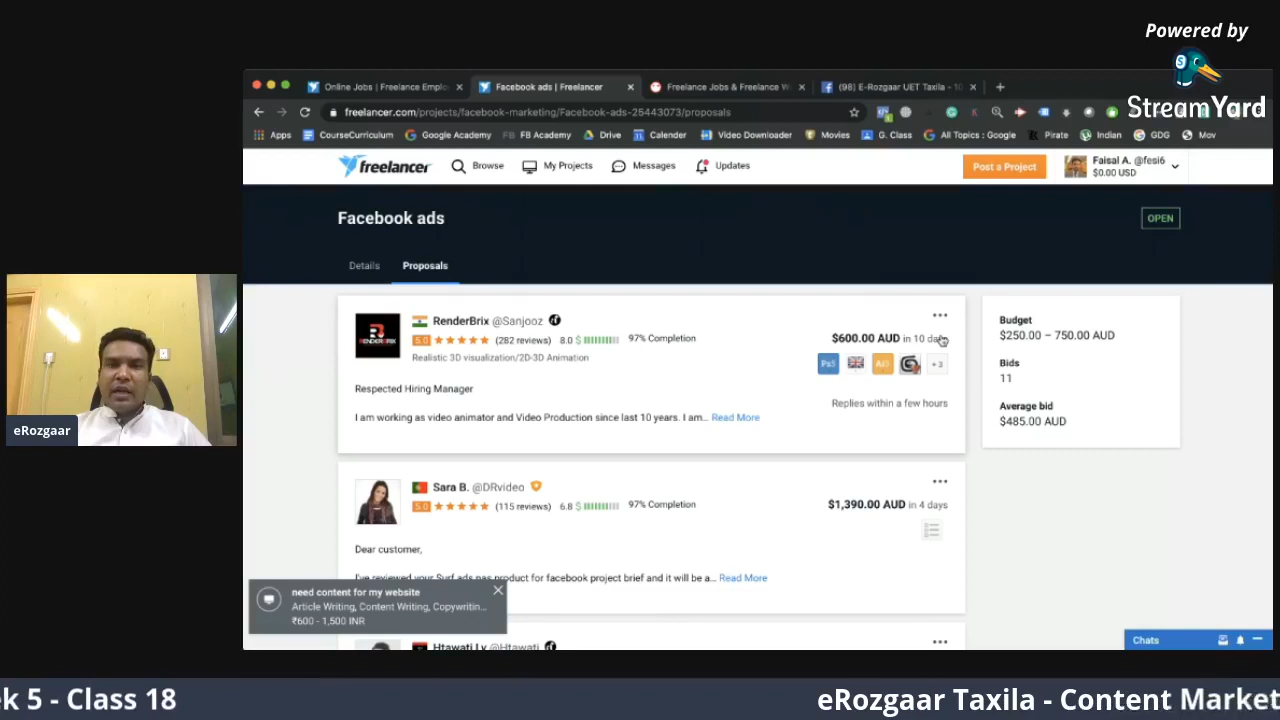 Powered by
StreamYard
Online Jobs | Freelance Emplo
Facebook ads | Freelancer
Freelance Jobs & Freelance W
(98) E-Rozgaar UET Taxila - 10
freelancer.com/projects/facebook-marketing/Facebook-ads-25443073/proposals
Apps CourseCurriculum Google Academy FB FB Academy Drive Calender Video Downloader Movies G. Class All Topics : Google Pirate Indian GDG Mov
freelancer Browse My Projects Messages Updates Post a Project Faisal A. @fesi6
$0.00 USD
Facebook ads OPEN
Details Proposals
RENDERBRIX
RenderBrix @Sanjooz
5.0 (282 reviews) 8.0 $ 97% Completion
Realistic 3D visualization/2D-3D Animation
$600.00 AUD in 10 days
Ps5 +3
Replies within a few hours
Respected Hiring Manager
I am working as video animator and Video Production since last 10 years. I am... Read More
Budget
$250.00 – 750.00 AUD
Bids
11
Average bid
$485.00 AUD
Sara B. @DRvideo
5.0 (115 reviews) 6.8 $ 97% Completion
$1,390.00 AUD in 4 days
Dear customer,
I've reviewed your Surf ads nas product for facebook project brief and it will be a... Read More
need content for my website
Article Writing, Content Writing, Copywritin...
₹600 - 1,500 INR
Htawati Ly @Htawati
Chats
eRozgaar
ek 5 - Class 18
eRozgaar Taxila - Content Market